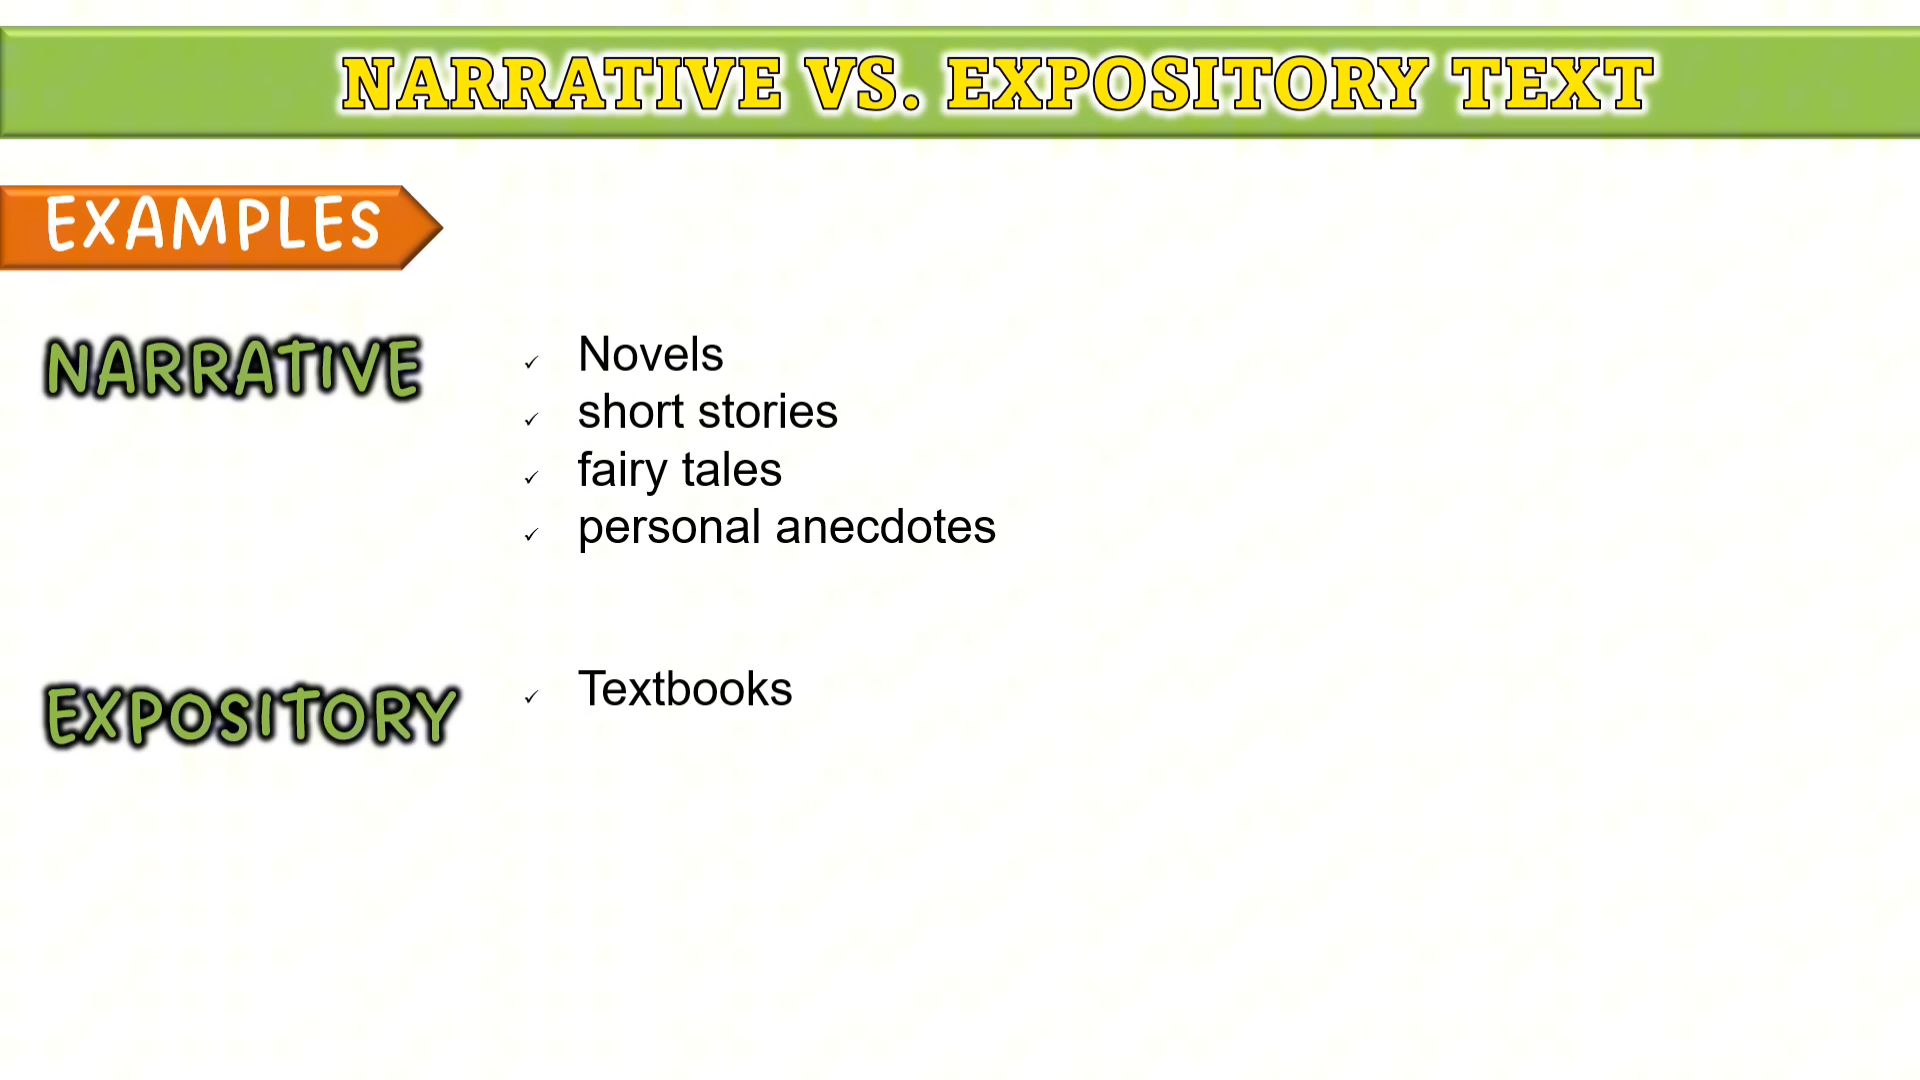 NARRATIVE VS. EXPOSITORY TEXT
EXAMPLES
NARRATIVE
✓ Novels
✓ short stories
✓ fairy tales
✓ personal anecdotes
EXPOSITORY
✓ Textbooks